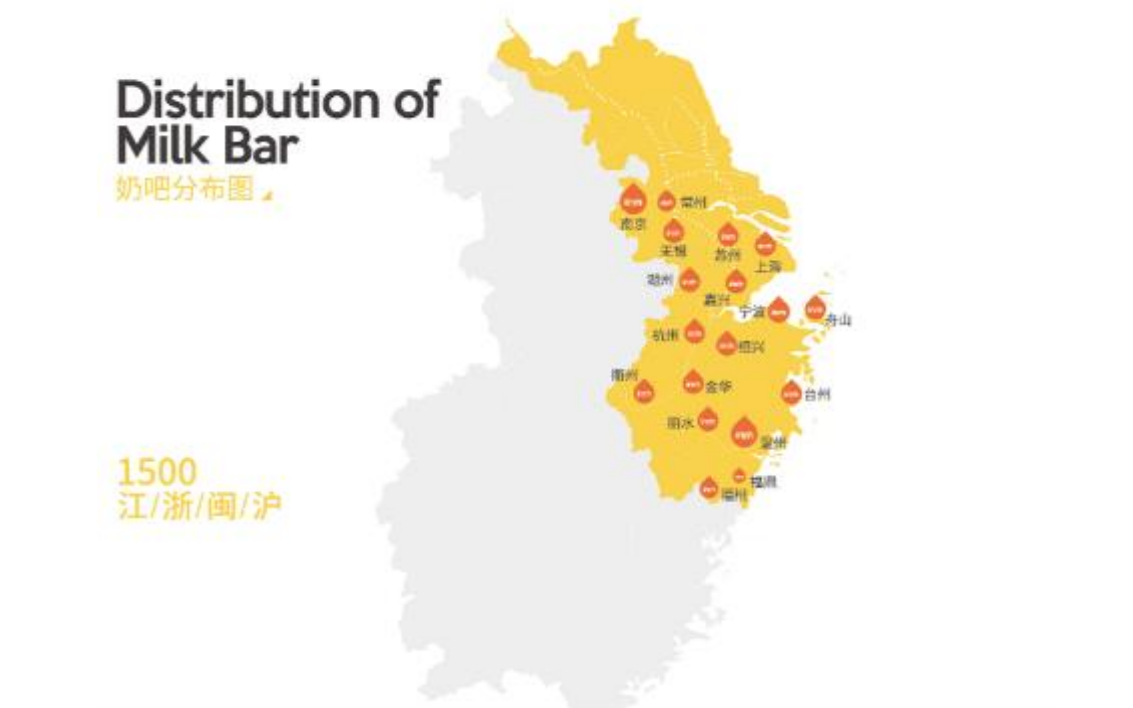 Distribution of
Milk Bar
奶吧分布图
南京
常州
无锡
苏州
上海
湖州
嘉兴
宁波
舟山
杭州
绍兴
衢州
金华
台州
丽水
温州
福鼎
福州
1500
江/浙/闽/沪